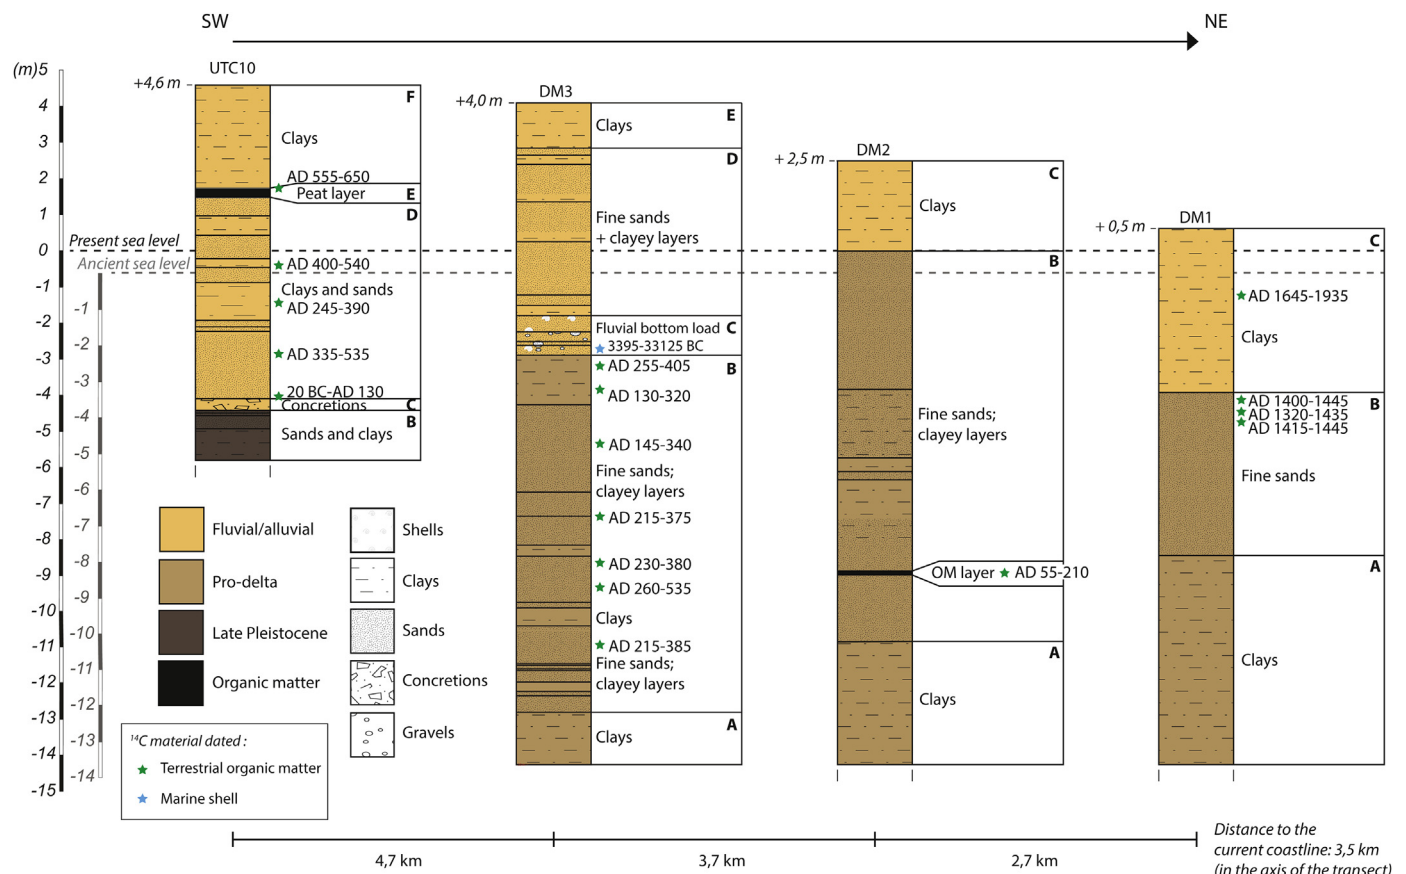 SW
NE
(m)5
4
3
2
1
0
-1
-2
-3
-4
-5
-6
-7
-8
-9
-10
-11
-12
-13
-14
-15
Present sea level
Ancient sea level
-1
-2
-3
-4
-5
-6
-7
-8
-9
-10
-11
-12
-13
-14
UTC10
+4,6 m
F
Clays
AD 555-650
Peat layer
E
D
AD 400-540
Clays and sands
AD 245-390
AD 335-535
20 BC-AD 130
Concretions
C
B
Sands and clays
DM3
+4,0 m
E
Clays
D
Fine sands
+ clayey layers
Fluvial bottom load
C
3395-33125 BC
AD 255-405
B
AD 130-320
AD 145-340
Fine sands;
clayey layers
AD 215-375
AD 230-380
AD 260-535
Clays
AD 215-385
Fine sands;
clayey layers
A
Clays
DM2
+ 2,5 m
C
Clays
B
Fine sands;
clayey layers
OM layer
AD 55-210
A
Clays
DM1
+ 0,5 m
C
AD 1645-1935
Clays
AD 1400-1445
B
AD 1320-1435
AD 1415-1445
Fine sands
A
Clays
Fluvial/alluvial
Pro-delta
Late Pleistocene
Organic matter
Shells
Clays
Sands
Concretions
Gravels
14C material dated :
Terrestrial organic matter
Marine shell
4,7 km
3,7 km
2,7 km
Distance to the
current coastline: 3,5 km
(in the axis of the transect)